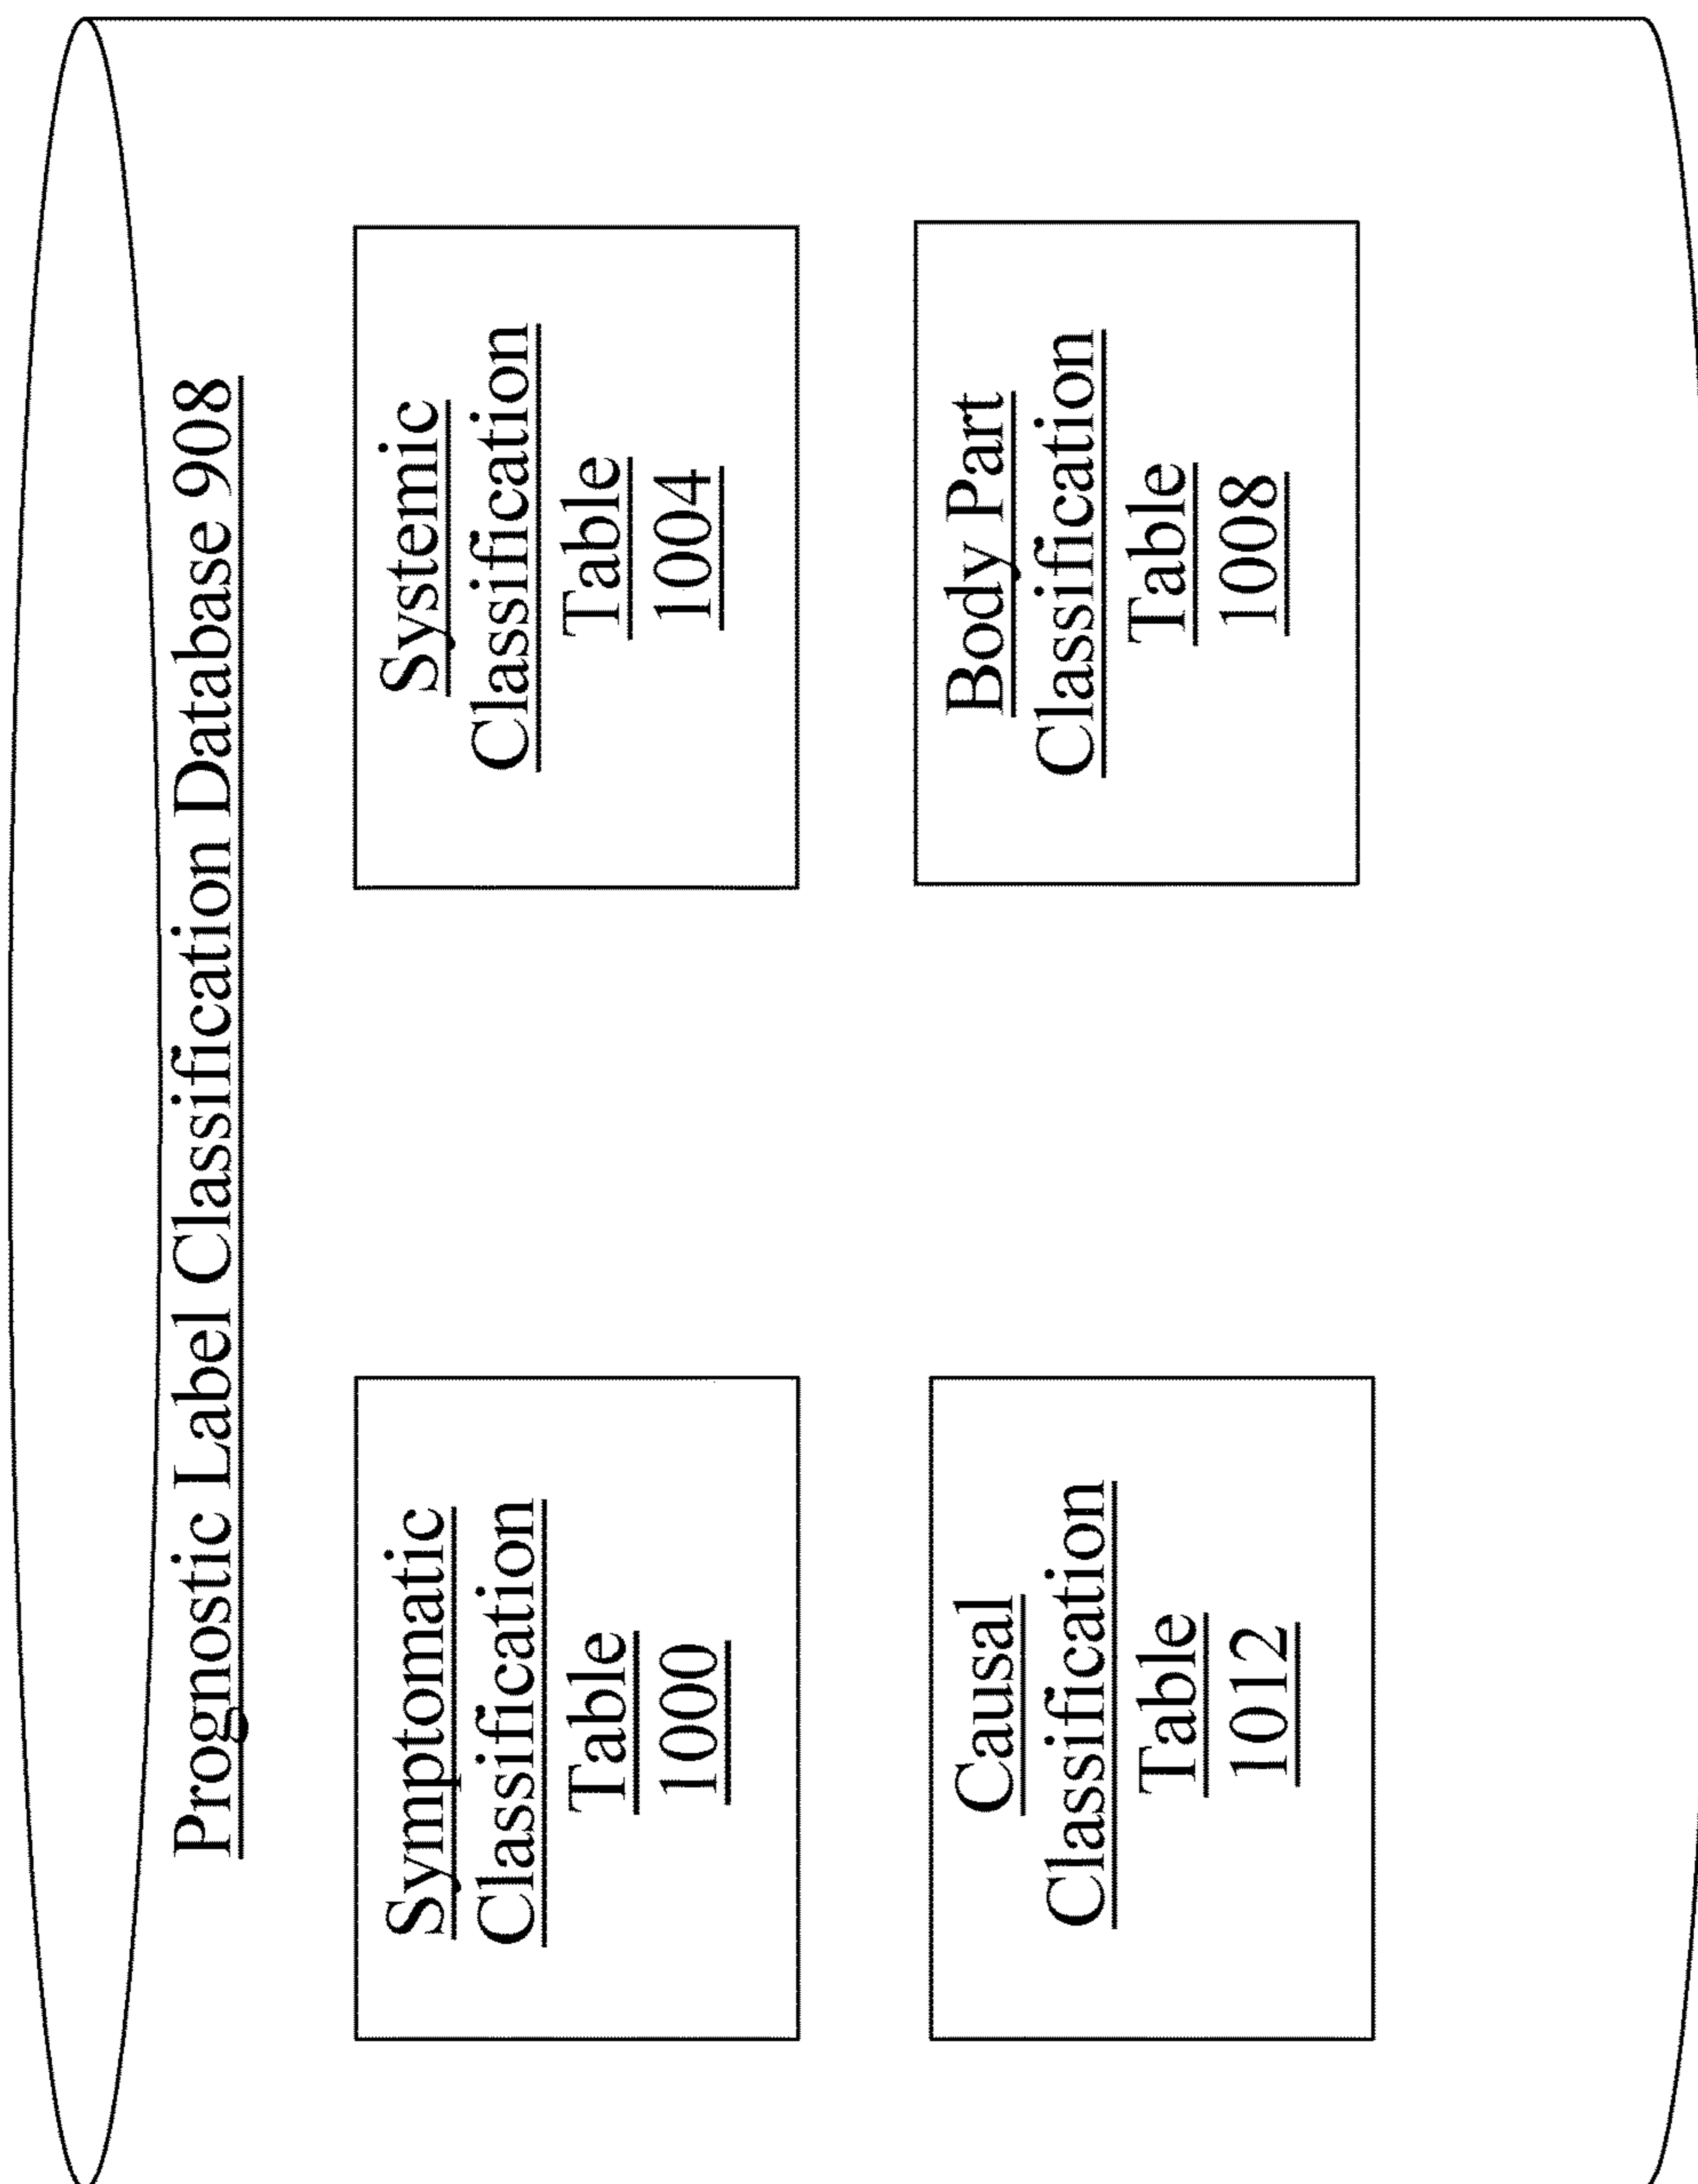 Prognostic Label Classification Database 908
Symptomatic
Classification
Table
1000
Systemic
Classification
Table
1004
Causal
Classification
Table
1012
Body Part
Classification
Table
1008